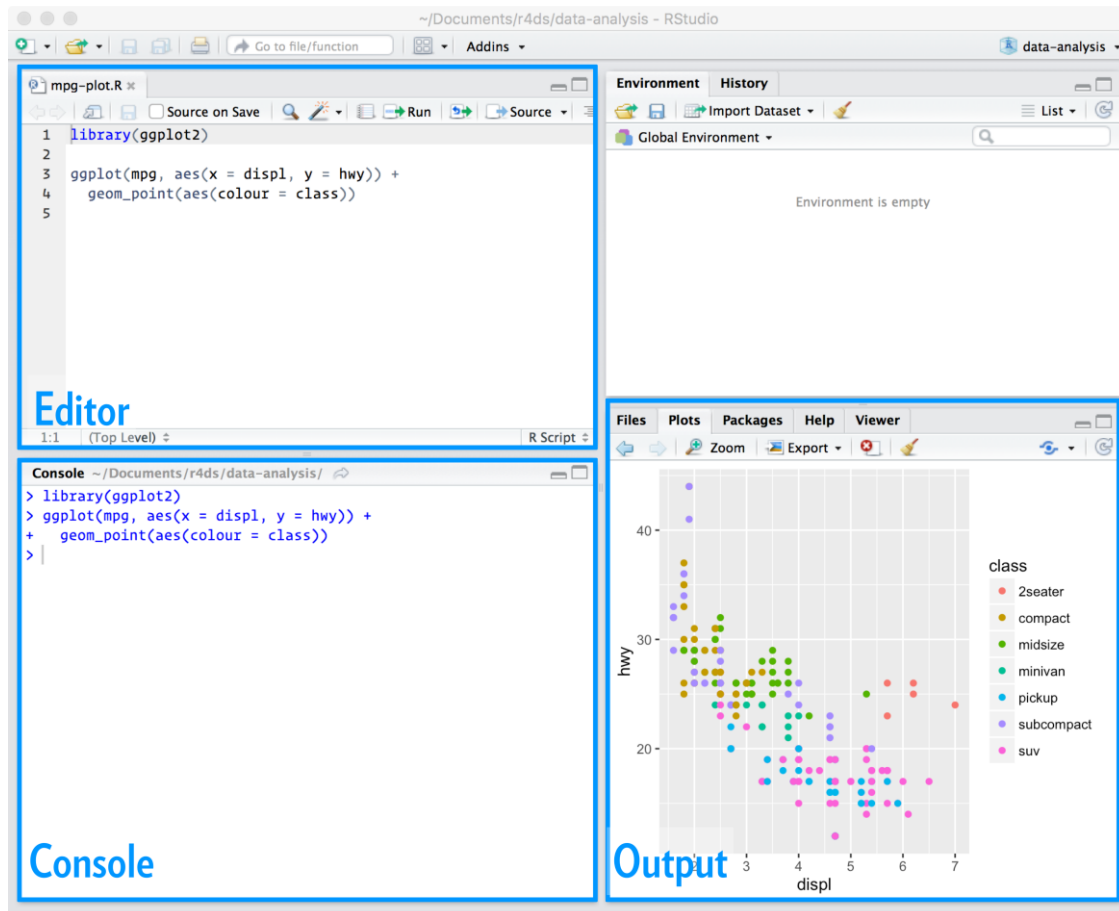 ~/Documents/r4ds/data-analysis - RStudio
Go to file/function Addins data-analysis
mpg-plot.R
Source on Save Run Source
1 library(ggplot2)
2
3 ggplot(mpg, aes(x = displ, y = hwy)) +
4 geom_point(aes(colour = class))
5
Editor
1:1 (Top Level) R Script
Console ~/Documents/r4ds/data-analysis/
> library(ggplot2)
> ggplot(mpg, aes(x = displ, y = hwy)) +
+ geom_point(aes(colour = class))
>
Console
Environment History
Import Dataset List
Global Environment
Environment is empty
Files Plots Packages Help Viewer
Zoom Export
40
30
20
hwy
2 3 4 5 6 7
displ
class
2seater
compact
midsize
minivan
pickup
subcompact
suv
Output